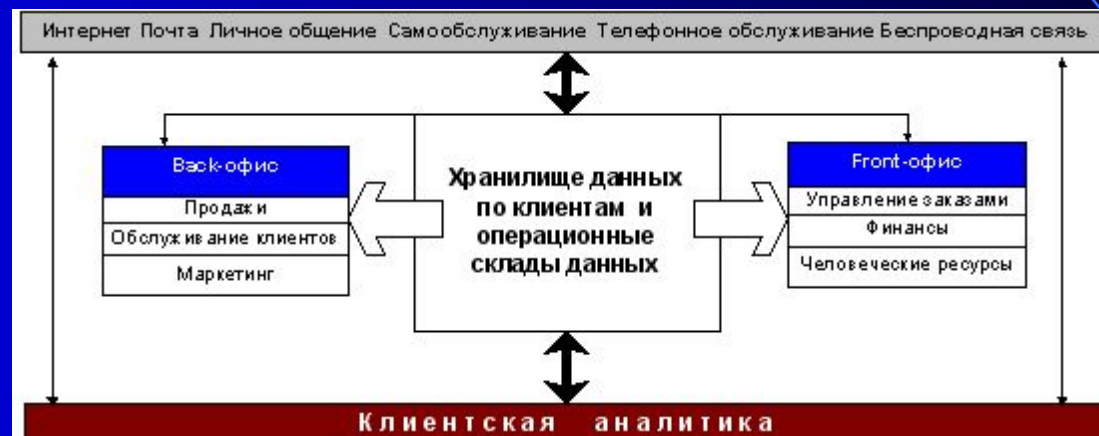 Интернет Почта Личное общение Самообслуживание Телефонное обслуживание Беспроводная связь
Back-офис
Продажи
Обслуживание клиентов
Маркетинг
Хранилище данных
по клиентам и
операционные
склады данных
Front-офис
Управление заказами
Финансы
Человеческие ресурсы
Клиентская аналитика